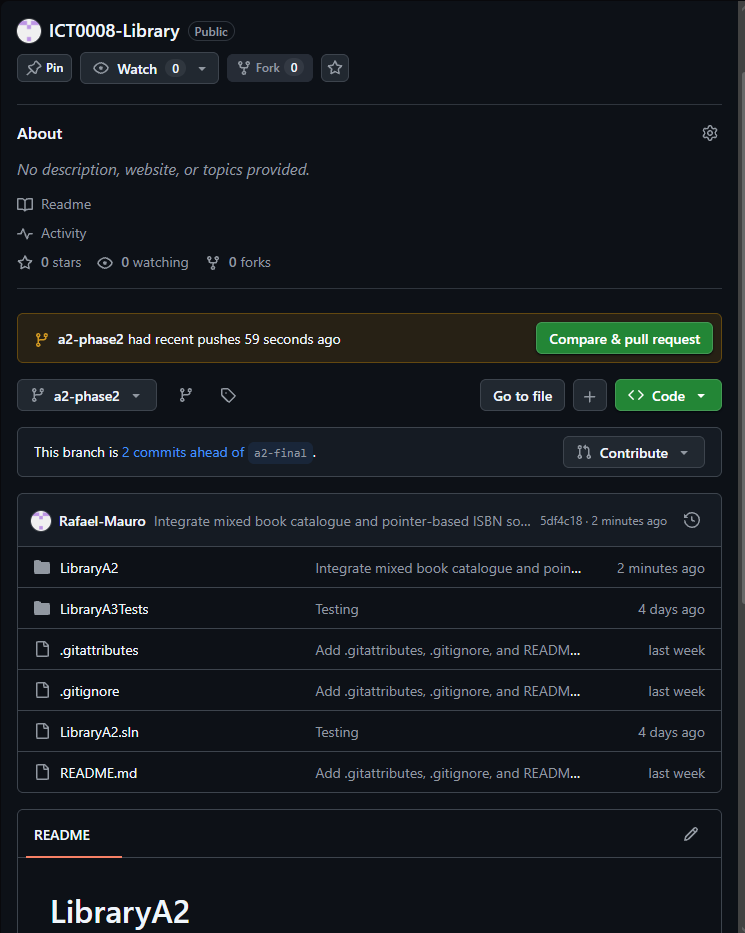 ICT0008-Library Public
Pin Watch 0 Fork 0
About
No description, website, or topics provided.
Readme
Activity
0 stars 0 watching 0 forks
a2-phase2 had recent pushes 59 seconds ago Compare & pull request
a2-phase2 Go to file Code
This branch is 2 commits ahead of a2-final. Contribute
Rafael-Mauro Integrate mixed book catalogue and pointer-based ISBN so... 5df4c18 · 2 minutes ago
LibraryA2 Integrate mixed book catalogue and poin... 2 minutes ago
LibraryA3Tests Testing 4 days ago
.gitattributes Add .gitattributes, .gitignore, and READM... last week
.gitignore Add .gitattributes, .gitignore, and READM... last week
LibraryA2.sln Testing 4 days ago
README.md Add .gitattributes, .gitignore, and READM... last week
README
LibraryA2